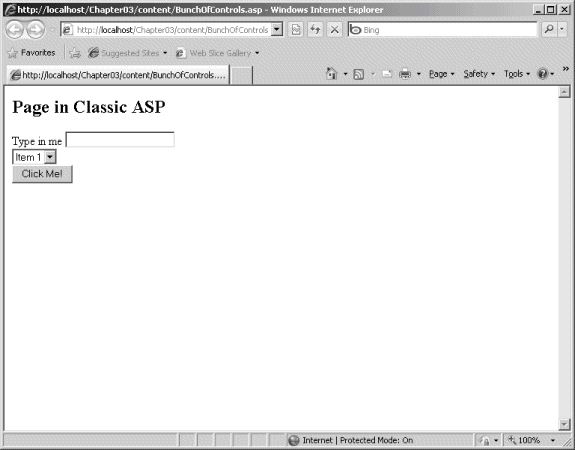 http://localhost/Chapter03/content/BunchOfControls.asp - Windows Internet Explorer
http://localhost/Chapter03/content/BunchOfControls
Bing
Favorites
Suggested Sites
Web Slice Gallery
http://localhost/Chapter03/content/BunchOfControls....
Page
Safety
Tools
Page in Classic ASP
Type in me
Item 1
Click Me!
Internet | Protected Mode: On
100%